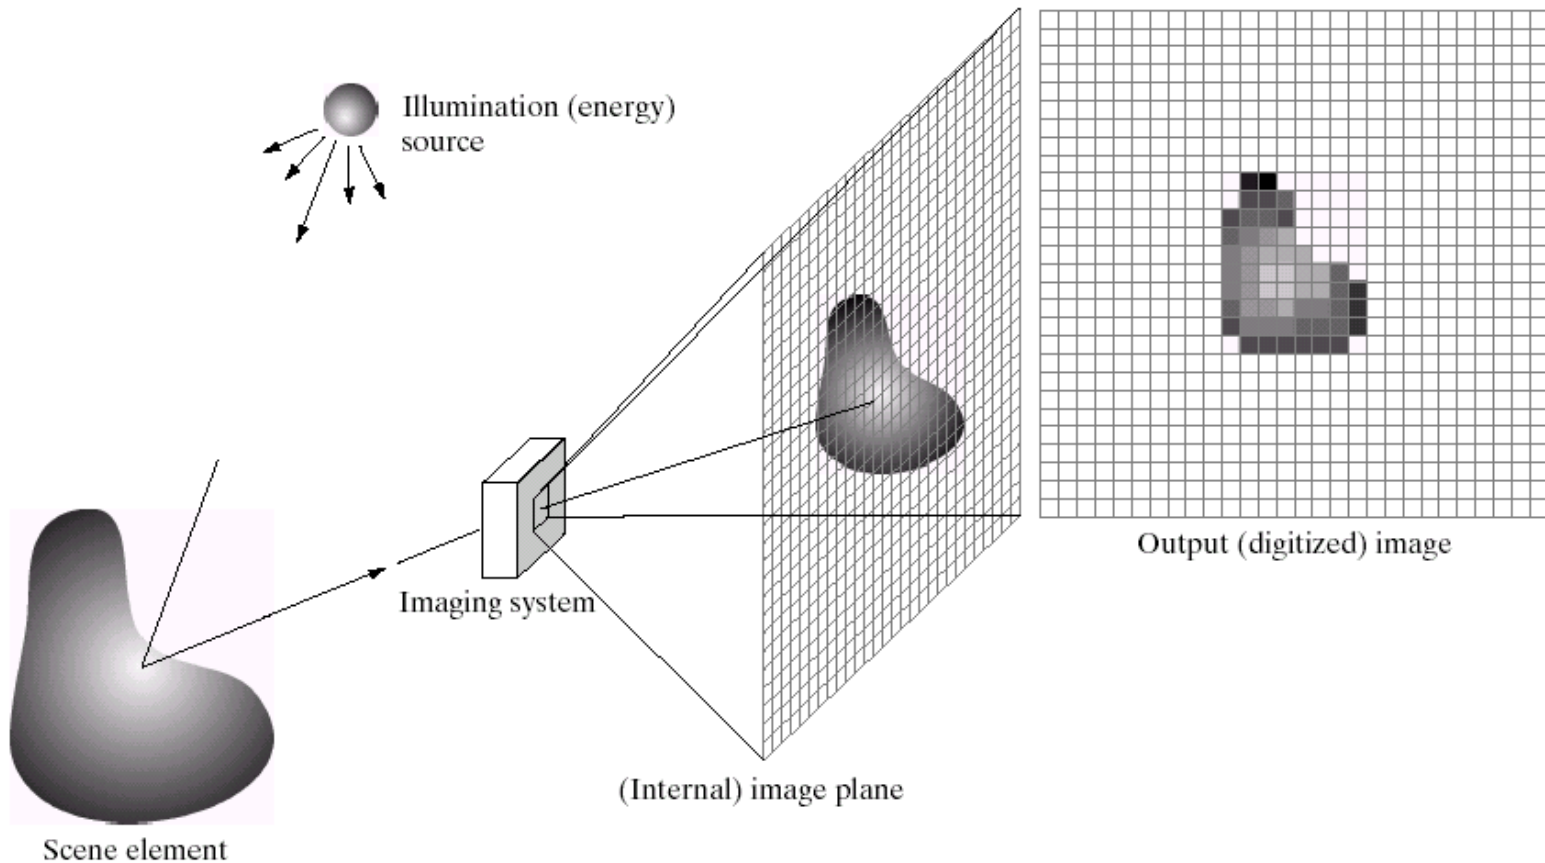 Illumination (energy)
source
Output (digitized) image
Imaging system
(Internal) image plane
Scene element